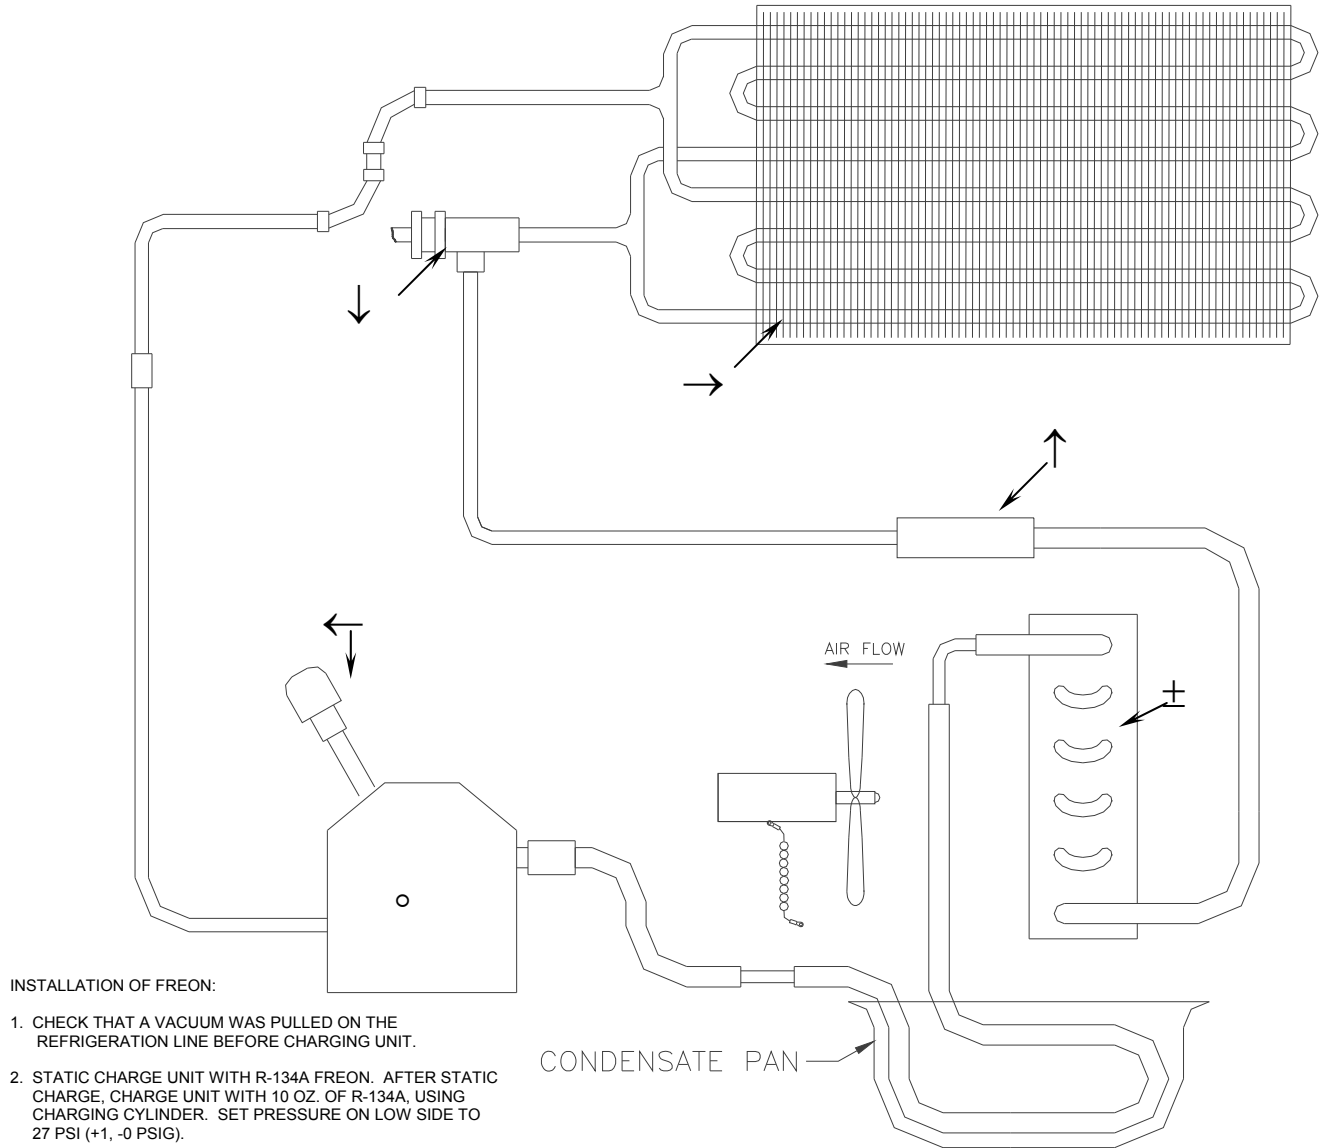 AIR FLOW
INSTALLATION OF FREON:
1. CHECK THAT A VACUUM WAS PULLED ON THE
REFRIGERATION LINE BEFORE CHARGING UNIT.
CONDENSATE PAN
2. STATIC CHARGE UNIT WITH R-134A FREON. AFTER STATIC
CHARGE, CHARGE UNIT WITH 10 OZ. OF R-134A, USING
CHARGING CYLINDER. SET PRESSURE ON LOW SIDE TO
27 PSI (+1, -0 PSIG).